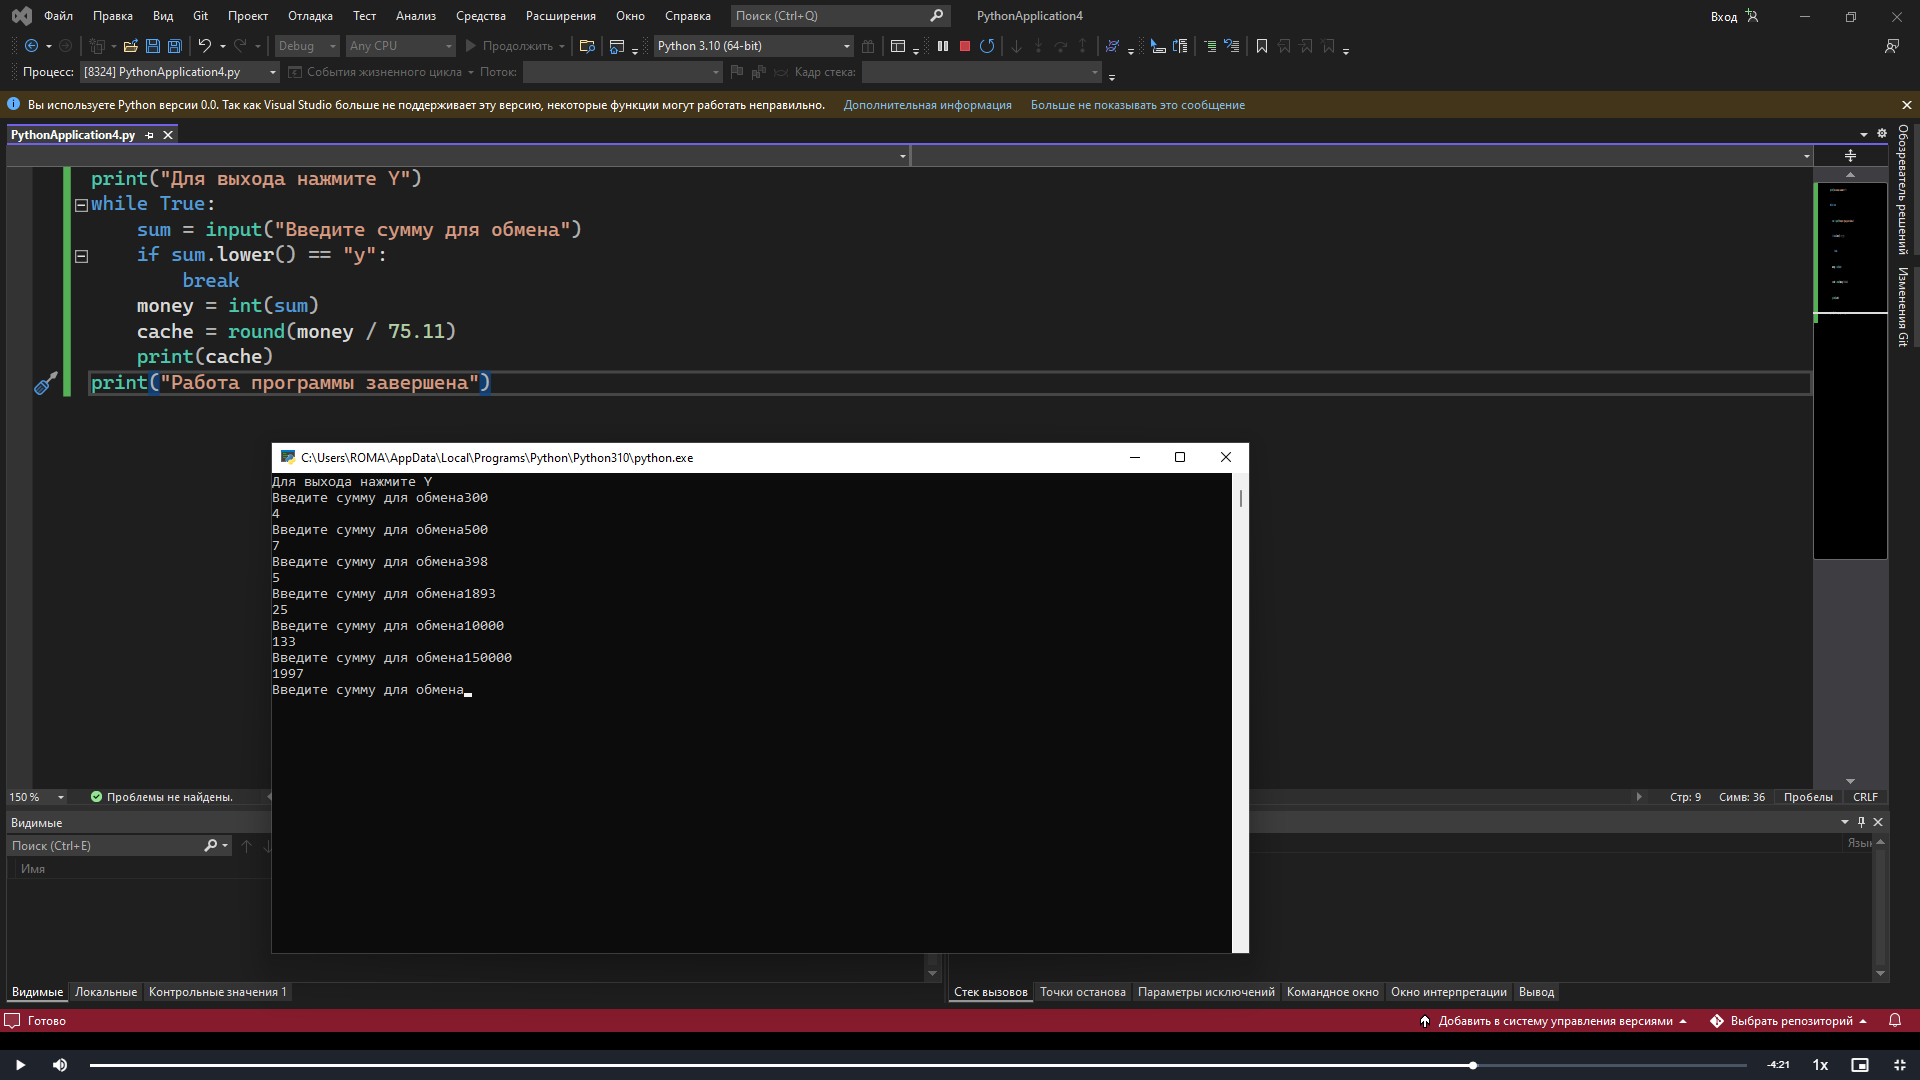 Файл Правка Вид Git Проект Отладка Тест Анализ Средства Расширения Окно Справка Поиск (Ctrl+Q) PythonApplication4 Вход
Debug Any CPU Продолжить Python 3.10 (64-bit)
Процесс: [8324] PythonApplication4.py События жизненного цикла Поток: Кадр стека:
Вы используете Python версии 0.0. Так как Visual Studio больше не поддерживает эту версию, некоторые функции могут работать неправильно. Дополнительная информация Больше не показывать это сообщение
PythonApplication4.py
print("Для выхода нажмите Y")
while True:
sum = input("Введите сумму для обмена")
if sum.lower() == "y":
break
money = int(sum)
cache = round(money / 75.11)
print(cache)
print("Работа программы завершена")
Обозреватель решений
Изменения Git
C:\Users\ROMA\AppData\Local\Programs\Python\Python310\python.exe
Для выхода нажмите Y
Введите сумму для обмена300
4
Введите сумму для обмена500
7
Введите сумму для обмена398
5
Введите сумму для обмена1893
25
Введите сумму для обмена10000
133
Введите сумму для обмена150000
1997
Введите сумму для обмена
150 % Проблемы не найдены. Стр: 9 Симв: 36 Пробелы CRLF
Видимые
Поиск (Ctrl+E)
Имя
Язык
Видимые Локальные Контрольные значения 1
Стек вызовов Точки останова Параметры исключений Командное окно Окно интерпретации Вывод
Готово Добавить в систему управления версиями Выбрать репозиторий
-4:21 1x